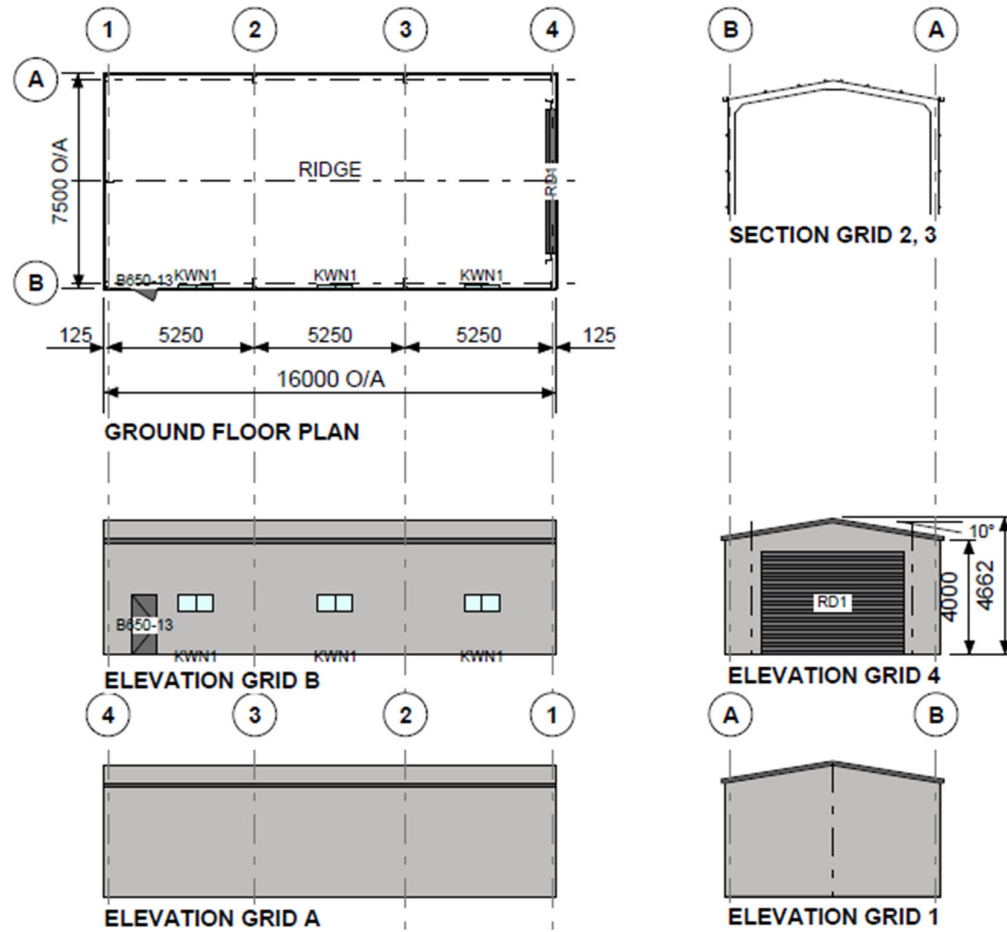 1 2 3 4 B A
A
7500 O/A
RIDGE
RD1
SECTION GRID 2, 3
B
B650-13 KWN1 KWN1 KWN1
125 5250 5250 5250 125
16000 O/A
GROUND FLOOR PLAN
10°
4000
4662
RD1
B650-13
KWN1 KWN1 KWN1
ELEVATION GRID B
ELEVATION GRID 4
4 3 2 1 A B
ELEVATION GRID A
ELEVATION GRID 1